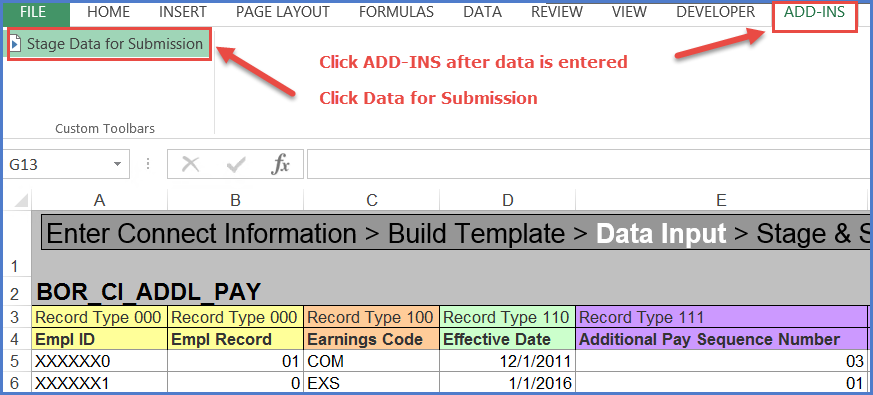 FILE HOME INSERT PAGE LAYOUT FORMULAS DATA REVIEW VIEW DEVELOPER ADD-INS
Stage Data for Submission
Click ADD-INS after data is entered
Click Data for Submission
Custom Toolbars
G13 fx
A B C D E
1 Enter Connect Information > Build Template > Data Input > Stage & S
2 BOR_CI_ADDL_PAY
3 Record Type 000 Record Type 000 Record Type 100 Record Type 110 Record Type 111
4 Empl ID Empl Record Earnings Code Effective Date Additional Pay Sequence Number
5 XXXXXX0 01 COM 12/1/2011 03
6 XXXXXX1 0 EXS 1/1/2016 01